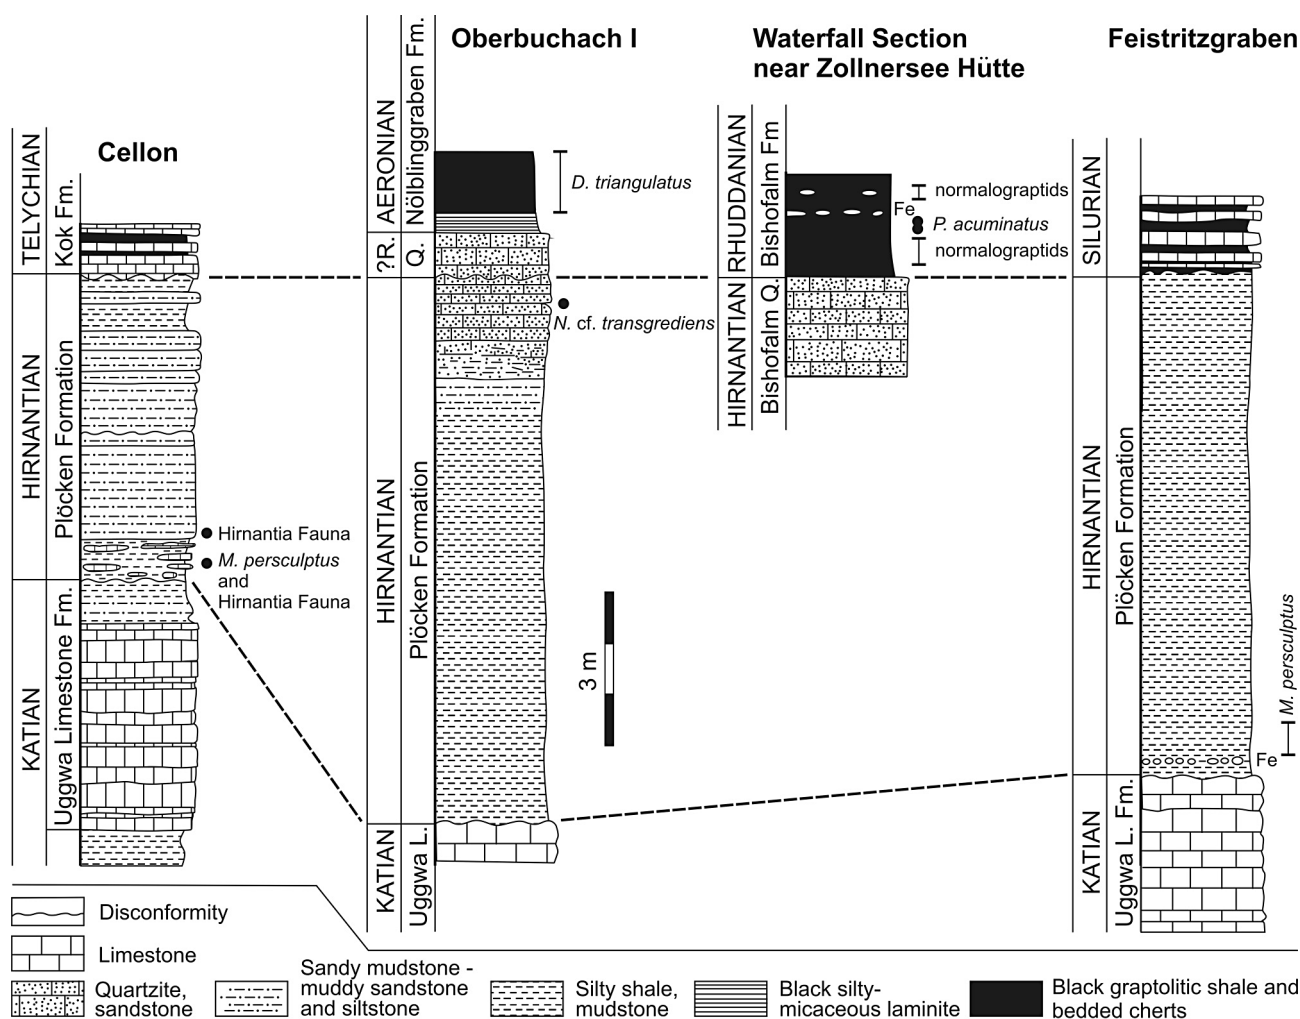 Cellon
TELYCHIAN
Kok Fm.
HIRNANTIAN
Plöcken Formation
KATIAN
Uggwa Limestone Fm.
Hirnantia Fauna
M. persculptus
and
Hirnantia Fauna
Oberbuchach I
AERONIAN
Nölblinggraben Fm.
?R.
Q.
HIRNANTIAN
Plöcken Formation
KATIAN
Uggwa L.
D. triangulatus
N. cf. transgrediens
3 m
Waterfall Section
near Zollnersee Hütte
RHUDDANIAN
Bishofalm Fm
HIRNANTIAN
Bishofalm Q.
normalograptids
Fe
P. acuminatus
normalograptids
Feistritzgraben
SILURIAN
HIRNANTIAN
Plöcken Formation
KATIAN
Uggwa L. Fm.
M. persculptus
Fe
Disconformity
Limestone
Quartzite,
sandstone
Sandy mudstone -
muddy sandstone
and siltstone
Silty shale,
mudstone
Black silty-
micaceous laminite
Black graptolitic shale and
bedded cherts